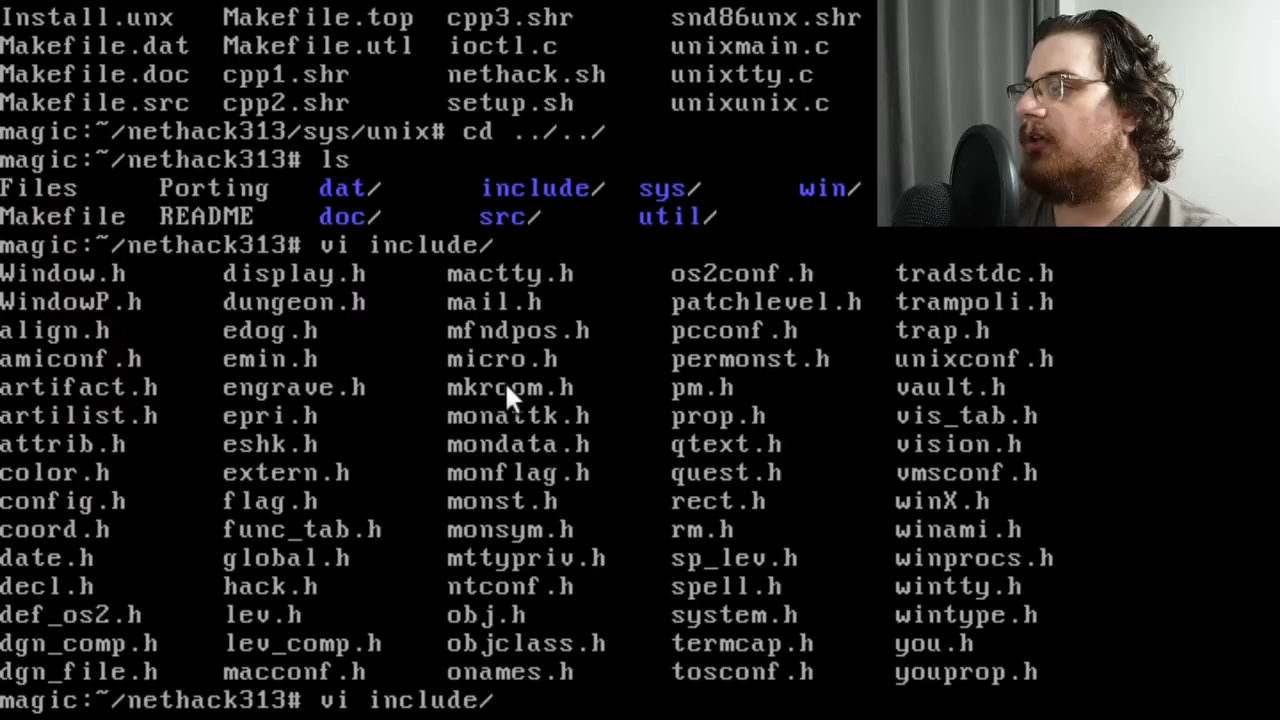 Install.unx Makefile.top cpp3.shr snd86unx.shr
Makefile.dat Makefile.utl ioctl.c unixmain.c
Makefile.doc cpp1.shr nethack.sh unixtty.c
Makefile.src cpp2.shr setup.sh unixunix.c
magic:~/nethack313/sys/unix# cd ../../
magic:~/nethack313# ls
Files Porting dat/ include/ sys/ win/
Makefile README doc/ src/ util/
magic:~/nethack313# vi include/
Window.h display.h mactty.h os2conf.h tradstdc.h
WindowP.h dungeon.h mail.h patchlevel.h trampoli.h
align.h edog.h mfndpos.h pcconf.h trap.h
amiconf.h emin.h micro.h permonst.h unixconf.h
artifact.h engrave.h mkroom.h pm.h vault.h
artilist.h epri.h monattk.h prop.h vis_tab.h
attrib.h eshk.h mondata.h qtext.h vision.h
color.h extern.h monflag.h quest.h vmsconf.h
config.h flag.h monst.h rect.h winX.h
coord.h func_tab.h monsym.h rm.h winami.h
date.h global.h mttypriv.h sp_lev.h winprocs.h
decl.h hack.h ntconf.h spell.h wintty.h
def_os2.h lev.h obj.h system.h wintype.h
dgn_comp.h lev_comp.h objclass.h termcap.h you.h
dgn_file.h macconf.h onames.h tosconf.h youprop.h
magic:~/nethack313# vi include/